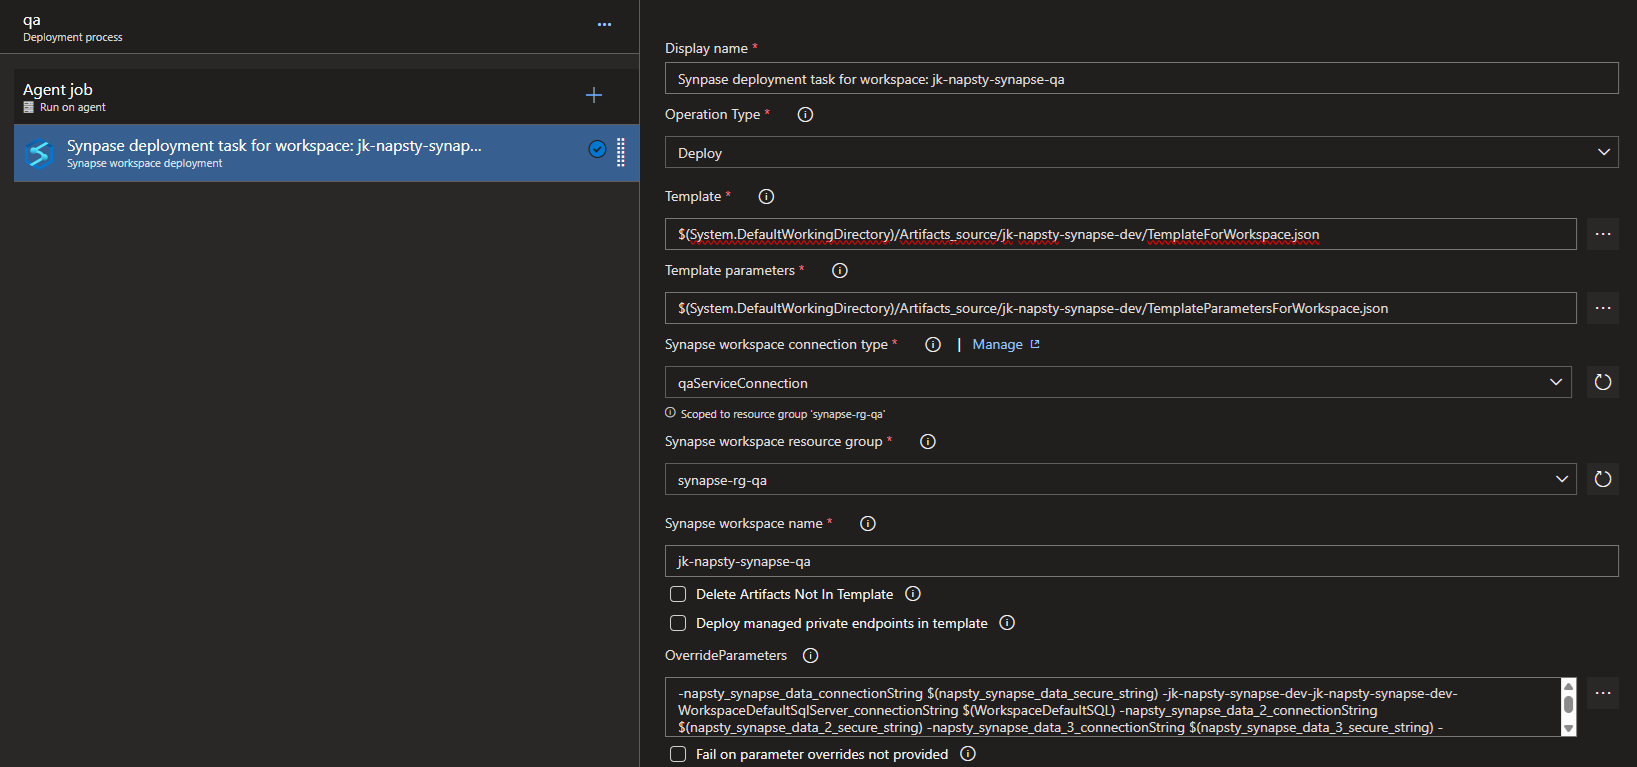 qa
Deployment process
Agent job
Run on agent
Synpase deployment task for workspace: jk-napsty-synap...
Synapse workspace deployment
Display name *
Synpase deployment task for workspace: jk-napsty-synapse-qa
Operation Type *
Deploy
Template *
$(System.DefaultWorkingDirectory)/Artifacts_source/jk-napsty-synapse-dev/TemplateForWorkspace.json
Template parameters *
$(System.DefaultWorkingDirectory)/Artifacts_source/jk-napsty-synapse-dev/TemplateParametersForWorkspace.json
Synapse workspace connection type * | Manage
qaServiceConnection
Scoped to resource group 'synapse-rg-qa'
Synapse workspace resource group *
synapse-rg-qa
Synapse workspace name *
jk-napsty-synapse-qa
Delete Artifacts Not In Template
Deploy managed private endpoints in template
OverrideParameters
-napsty_synapse_data_connectionString $(napsty_synapse_data_secure_string) -jk-napsty-synapse-dev-jk-napsty-synapse-dev-
WorkspaceDefaultSqlServer_connectionString $(WorkspaceDefaultSQL) -napsty_synapse_data_2_connectionString
$(napsty_synapse_data_2_secure_string) -napsty_synapse_data_3_connectionString $(napsty_synapse_data_3_secure_string) -
Fail on parameter overrides not provided